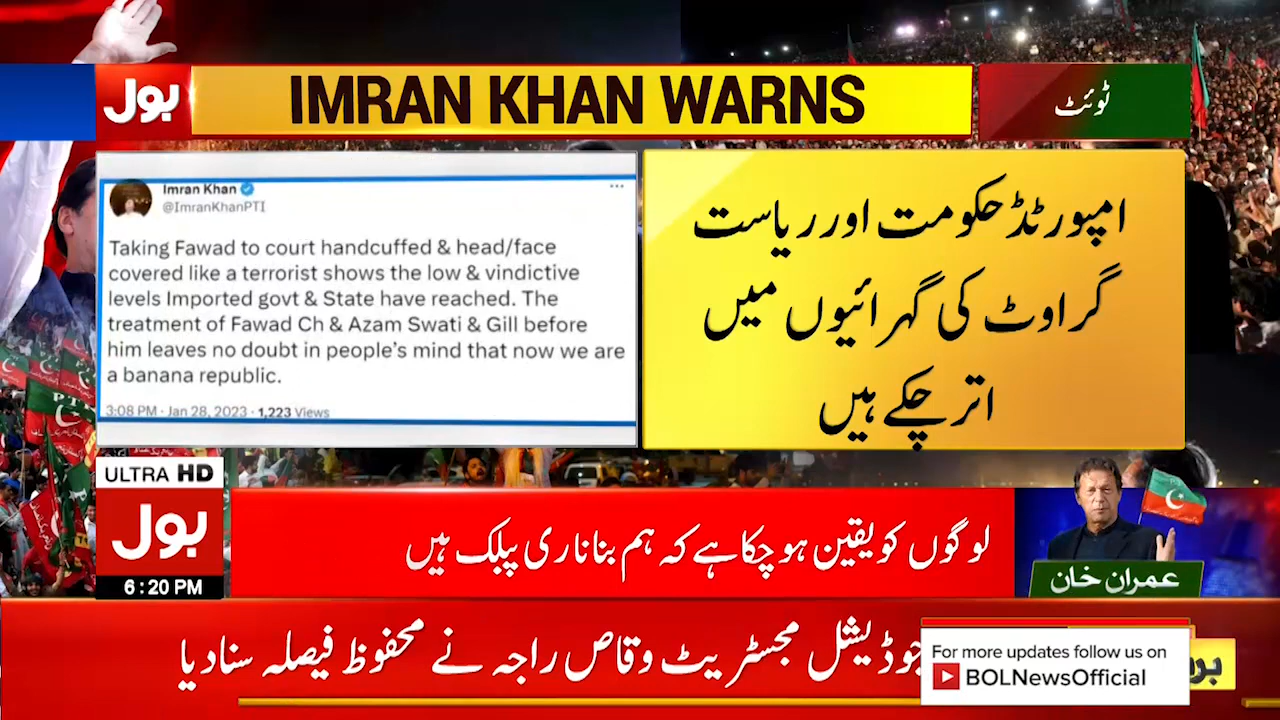 بول
IMRAN KHAN WARNS
ٹوئٹ
Imran Khan
@ImranKhanPTI
Taking Fawad to court handcuffed & head/face
covered like a terrorist shows the low & vindictive
levels Imported govt & State have reached. The
treatment of Fawad Ch & Azam Swati & Gill before
him leaves no doubt in people's mind that now we are
a banana republic.
3:08 PM · Jan 28, 2023 · 1,223 Views
امپورٹڈ حکومت اور ریاست
گراوٹ کی گہرائیوں میں
اتر چکے ہیں
ULTRA HD
بول
6:20 PM
لوگوں کو یقین ہو چکا ہے کہ ہم بنانا ری پبلک ہیں
عمران خان
جوڈیشل مجسٹریٹ وقاص راجہ نے محفوظ فیصلہ سنا دیا
For more updates follow us on
BOLNewsOfficial